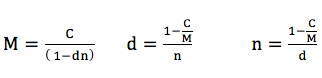 M = C / (1−dn)    d = (1−C/M) / n    n = (1−C/M) / d